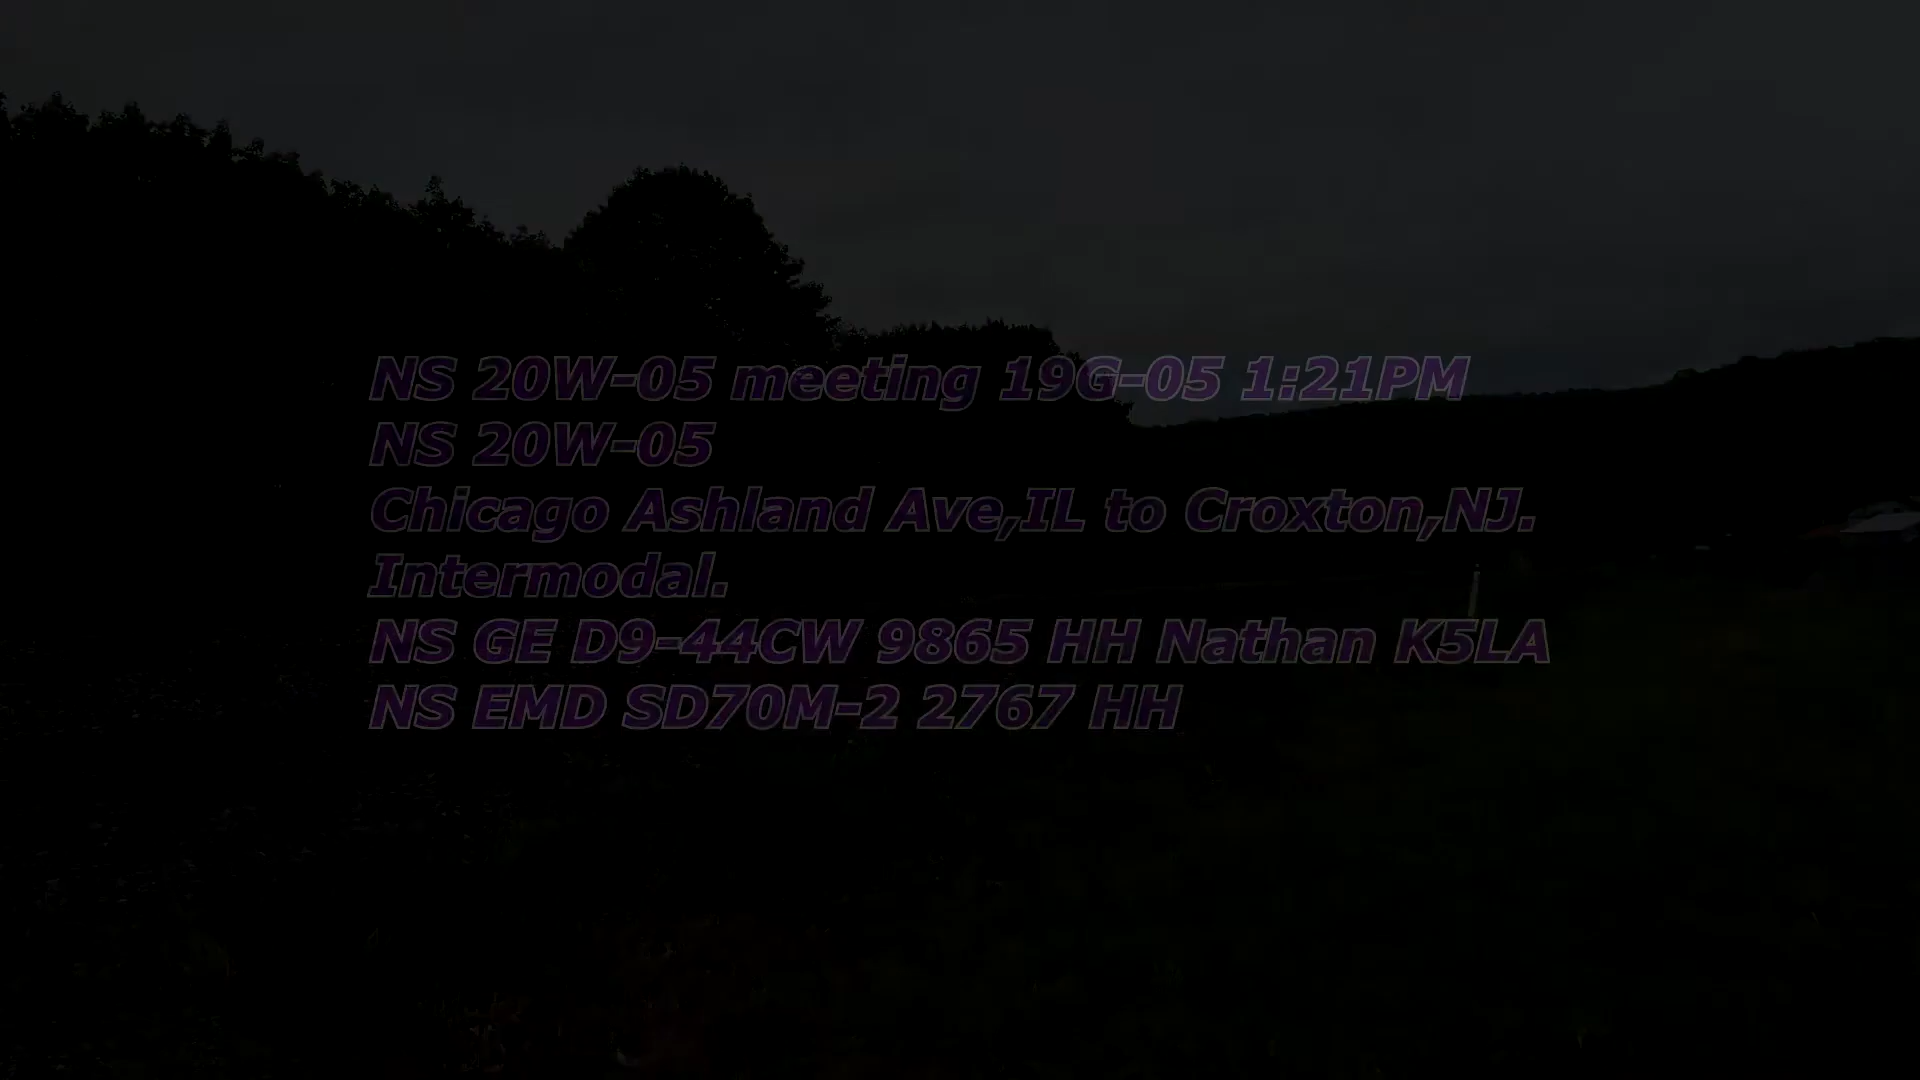 NS 20W-05 meeting 19G-05 1:21PM
NS 20W-05
Chicago Ashland Ave,IL to Croxton,NJ.
Intermodal.
NS GE D9-44CW 9865 HH Nathan K5LA
NS EMD SD70M-2 2767 HH